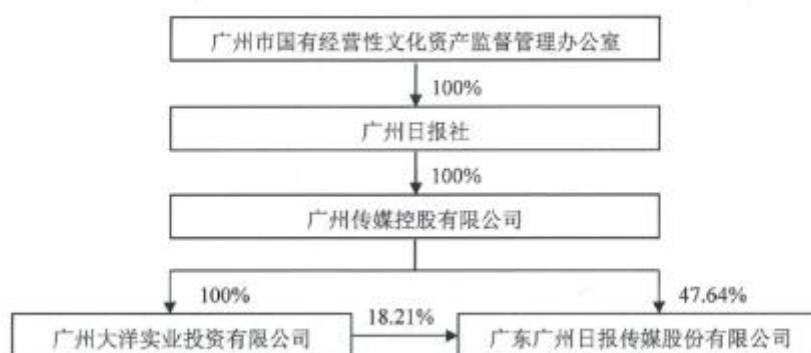 广州市国有经营性文化资产监督管理办公室
100%
广州日报社
100%
广州传媒控股有限公司
100%
47.64%
广州大洋实业投资有限公司
18.21%
广东广州日报传媒股份有限公司